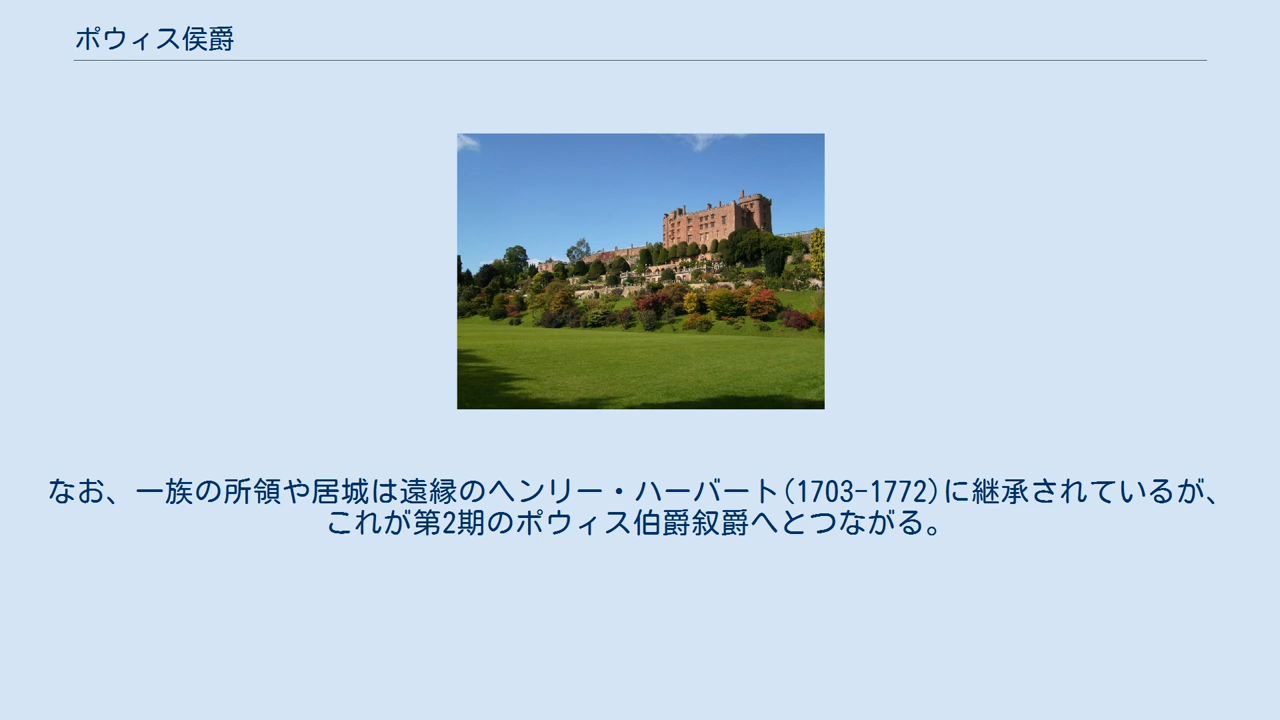 ポウィス侯爵
なお、一族の所領や居城は遠縁のヘンリー・ハーバート(1703-1772)に継承されているが、
これが第2期のポウィス伯爵叙爵へとつながる。